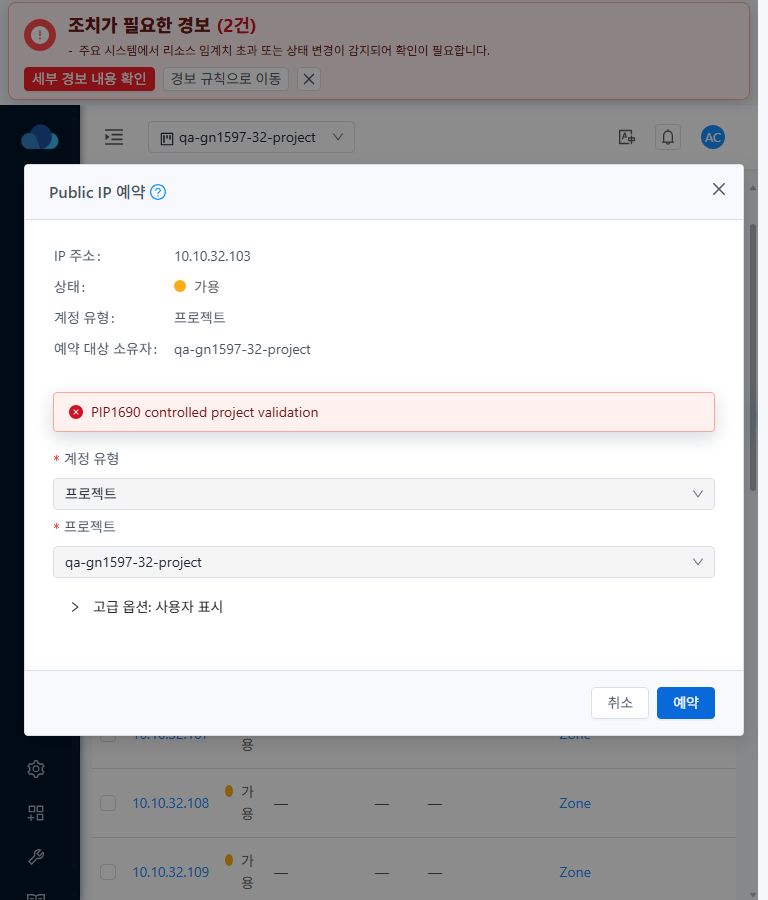 조치가 필요한 경보 (2건)
- 주요 시스템에서 리소스 임계치 초과 또는 상태 변경이 감지되어 확인이 필요합니다.
세부 경보 내용 확인 경보 규칙으로 이동
qa-gn1597-32-project AC
Public IP 예약
IP 주소: 10.10.32.103
상태: 가용
계정 유형: 프로젝트
예약 대상 소유자: qa-gn1597-32-project
PIP1690 controlled project validation
* 계정 유형
프로젝트
* 프로젝트
qa-gn1597-32-project
고급 옵션: 사용자 표시
취소 예약
용
10.10.32.108 가용 — — — Zone
10.10.32.109 가용 — — — Zone